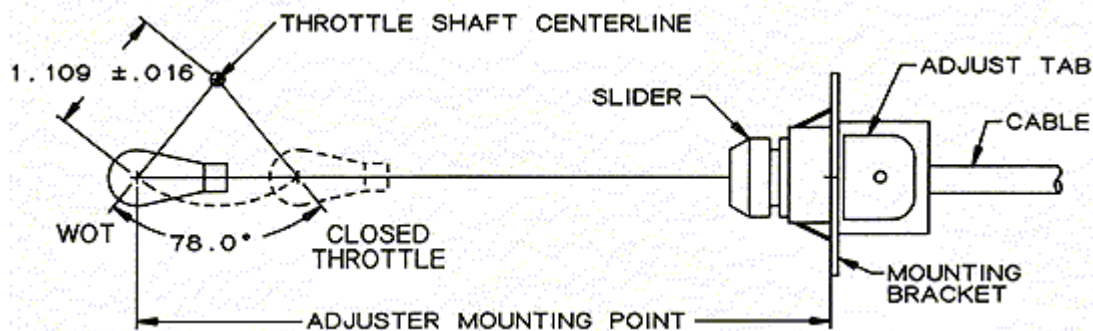 THROTTLE SHAFT CENTERLINE
1.109 ±.016
ADJUST TAB
SLIDER
CABLE
WOT
78.0°
CLOSED
THROTTLE
MOUNTING
BRACKET
ADJUSTER MOUNTING POINT